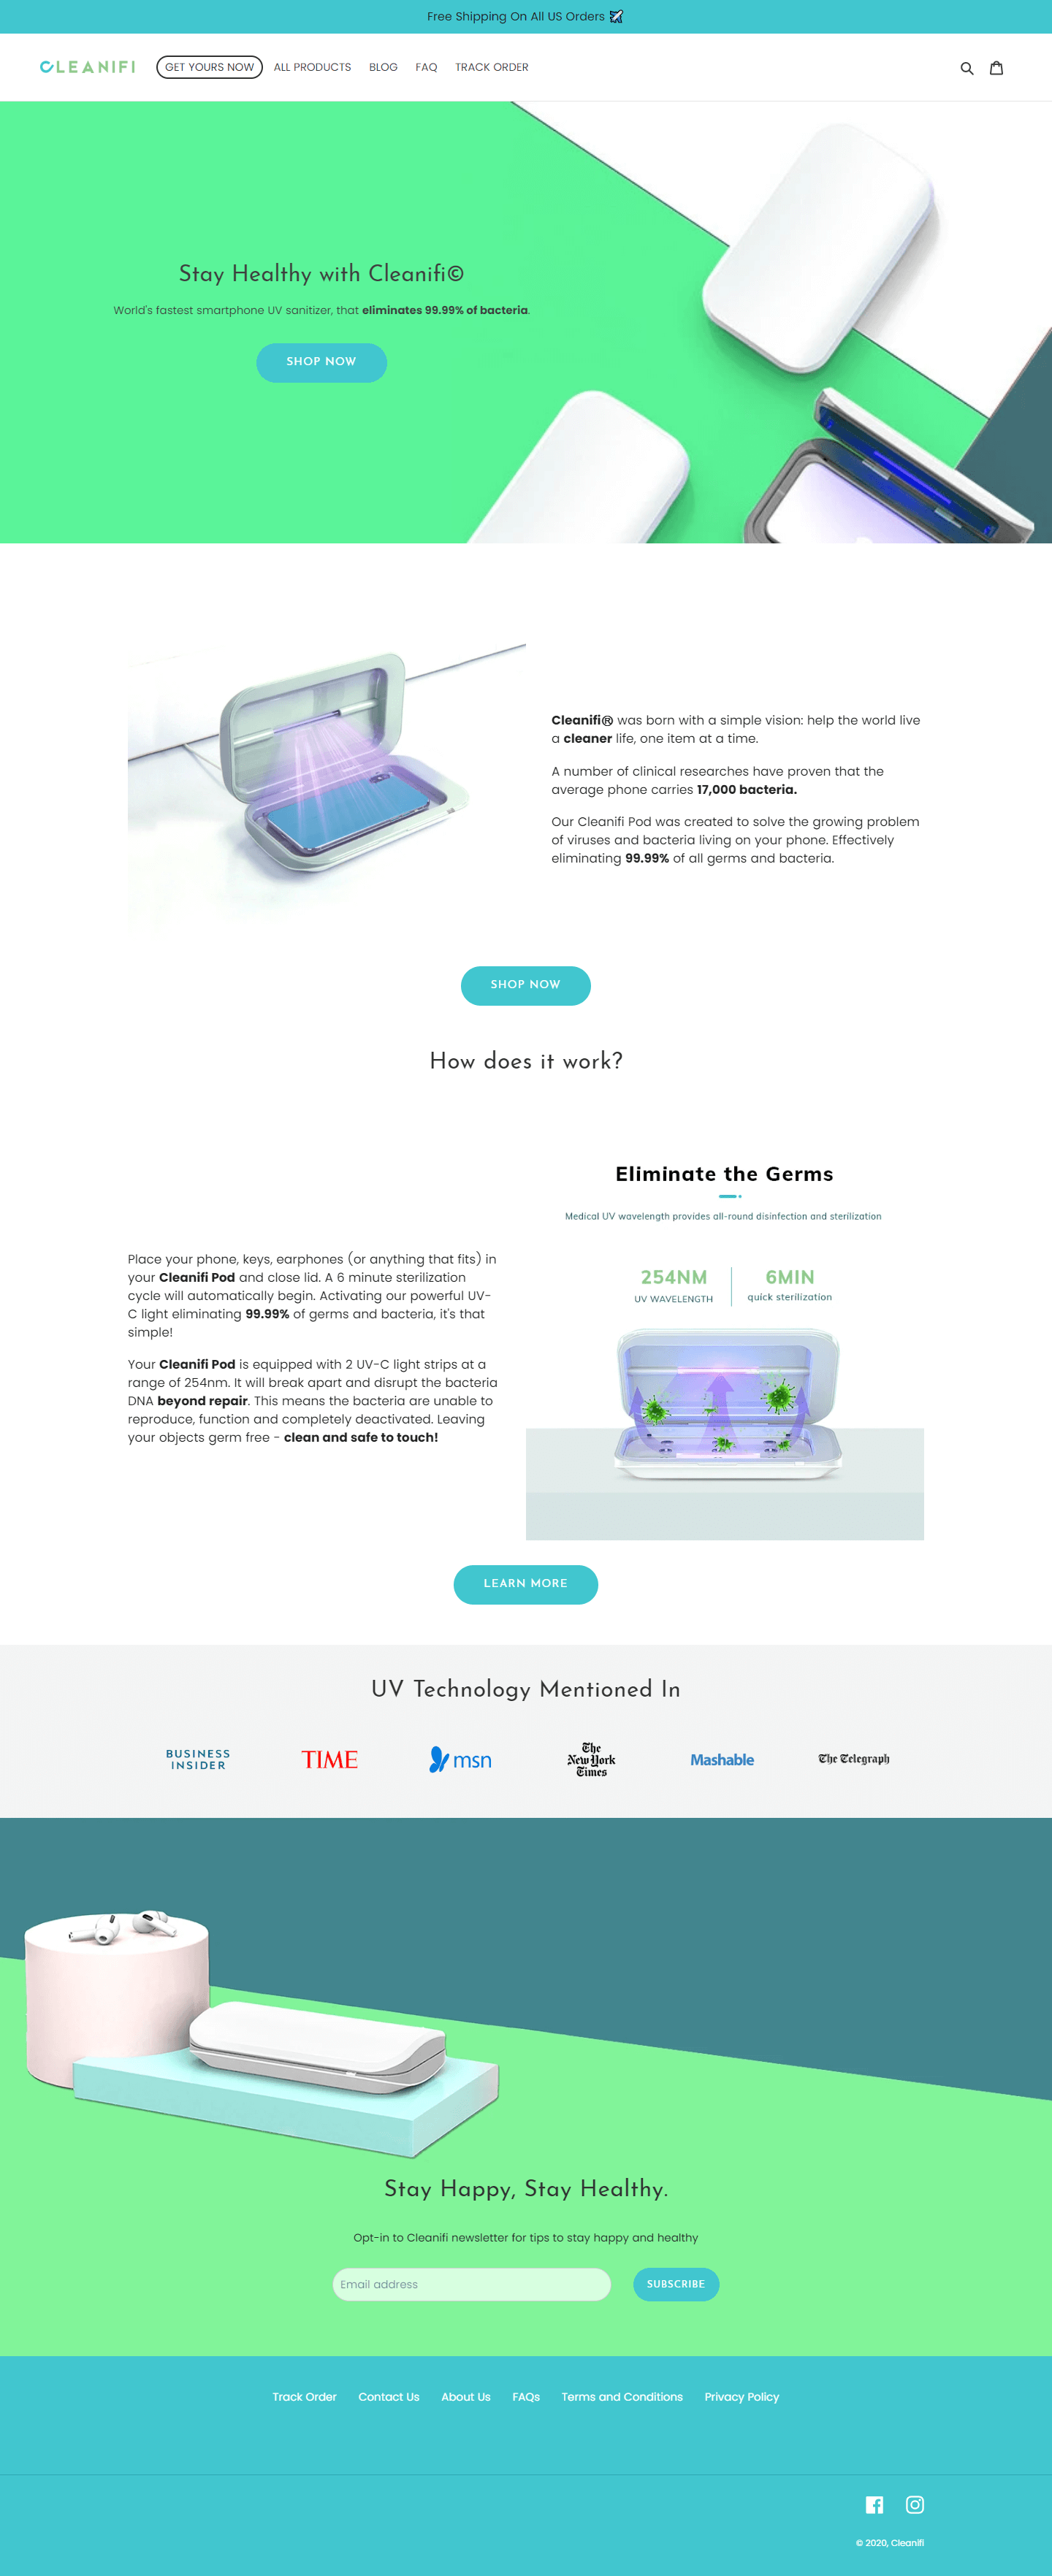 Free Shipping On All US Orders ✈️
CLEANIFI
GET YOURS NOW
ALL PRODUCTS
BLOG
FAQ
TRACK ORDER
Stay Healthy with Cleanifi©
World's fastest smartphone UV sanitizer, that eliminates 99.99% of bacteria.
SHOP NOW
Cleanifi® was born with a simple vision: help the world live
a cleaner life, one item at a time.
A number of clinical researches have proven that the
average phone carries 17,000 bacteria.
Our Cleanifi Pod was created to solve the growing problem
of viruses and bacteria living on your phone. Effectively
eliminating 99.99% of all germs and bacteria.
SHOP NOW
How does it work?
Place your phone, keys, earphones (or anything that fits) in
your Cleanifi Pod and close lid. A 6 minute sterilization
cycle will automatically begin. Activating our powerful UV-
C light eliminating 99.99% of germs and bacteria, it's that
simple!
Your Cleanifi Pod is equipped with 2 UV-C light strips at a
range of 254nm. It will break apart and disrupt the bacteria
DNA beyond repair. This means the bacteria are unable to
reproduce, function and completely deactivated. Leaving
your objects germ free - clean and safe to touch!
Eliminate the Germs
Medical UV wavelength provides all-round disinfection and sterilization
254NM
UV WAVELENGTH
6MIN
quick sterilization
LEARN MORE
UV Technology Mentioned In
BUSINESS
INSIDER
TIME
msn
The
New York
Times
Mashable
The Telegraph
Stay Happy, Stay Healthy.
Opt-in to Cleanifi newsletter for tips to stay happy and healthy
Email address
SUBSCRIBE
Track Order
Contact Us
About Us
FAQs
Terms and Conditions
Privacy Policy
© 2020, Cleanifi